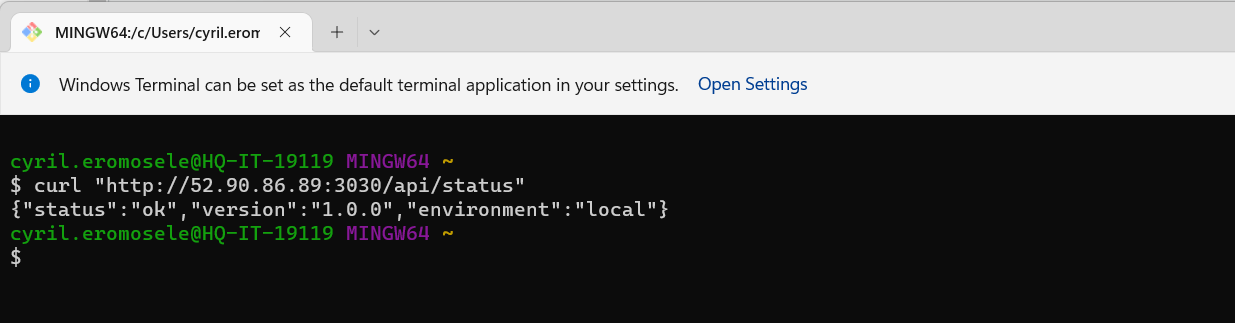 MINGW64:/c/Users/cyril.erom
Windows Terminal can be set as the default terminal application in your settings. Open Settings
cyril.eromosele@HQ-IT-19119 MINGW64 ~
$ curl "http://52.90.86.89:3030/api/status"
{"status":"ok","version":"1.0.0","environment":"local"}
cyril.eromosele@HQ-IT-19119 MINGW64 ~
$